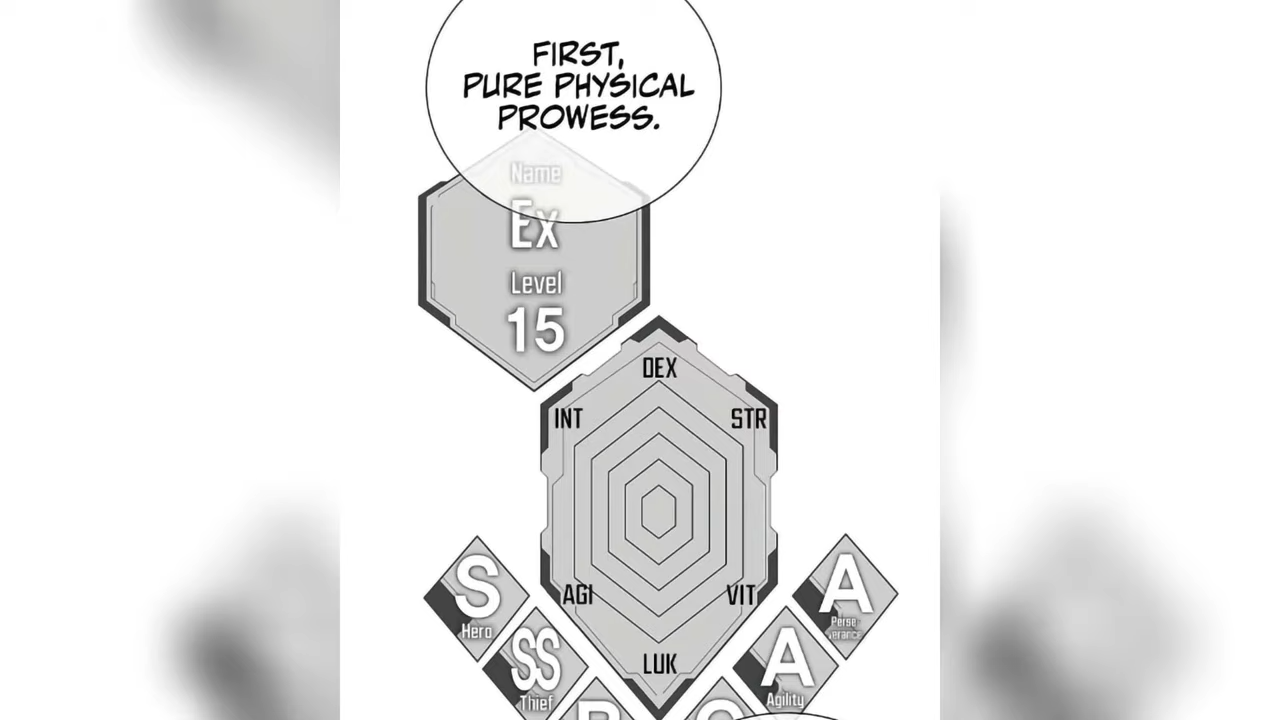 FIRST,
PURE PHYSICAL
PROWESS.
Name
Ex
Level
15
DEX
INT
STR
AGI
VIT
LUK
S
Hero
SS
Thief
A
Perse
verance
A
Agility